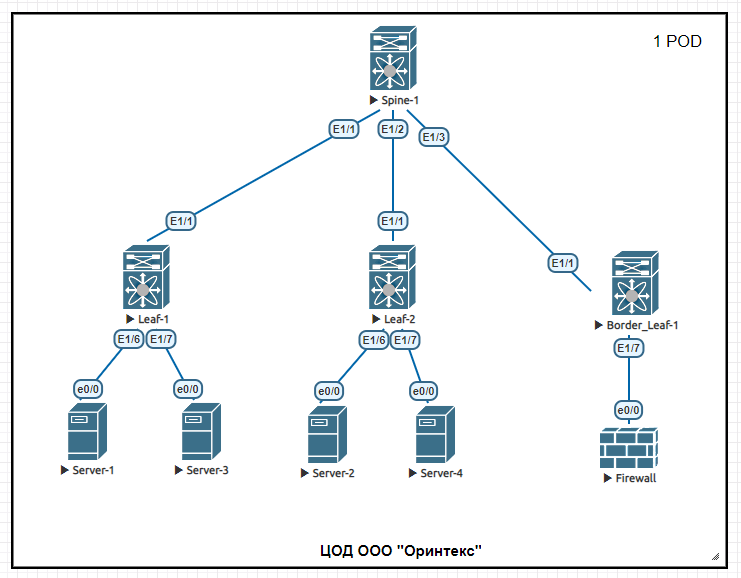 1 POD
Spine-1
E1/1 E1/2 E1/3
E1/1 E1/1 E1/1
Leaf-1 Leaf-2 Border_Leaf-1
E1/6 E1/7 E1/6 E1/7 E1/7
e0/0 e0/0 e0/0 e0/0 e0/0
Server-1 Server-3 Server-2 Server-4 Firewall
ЦОД ООО "Оринтекс"